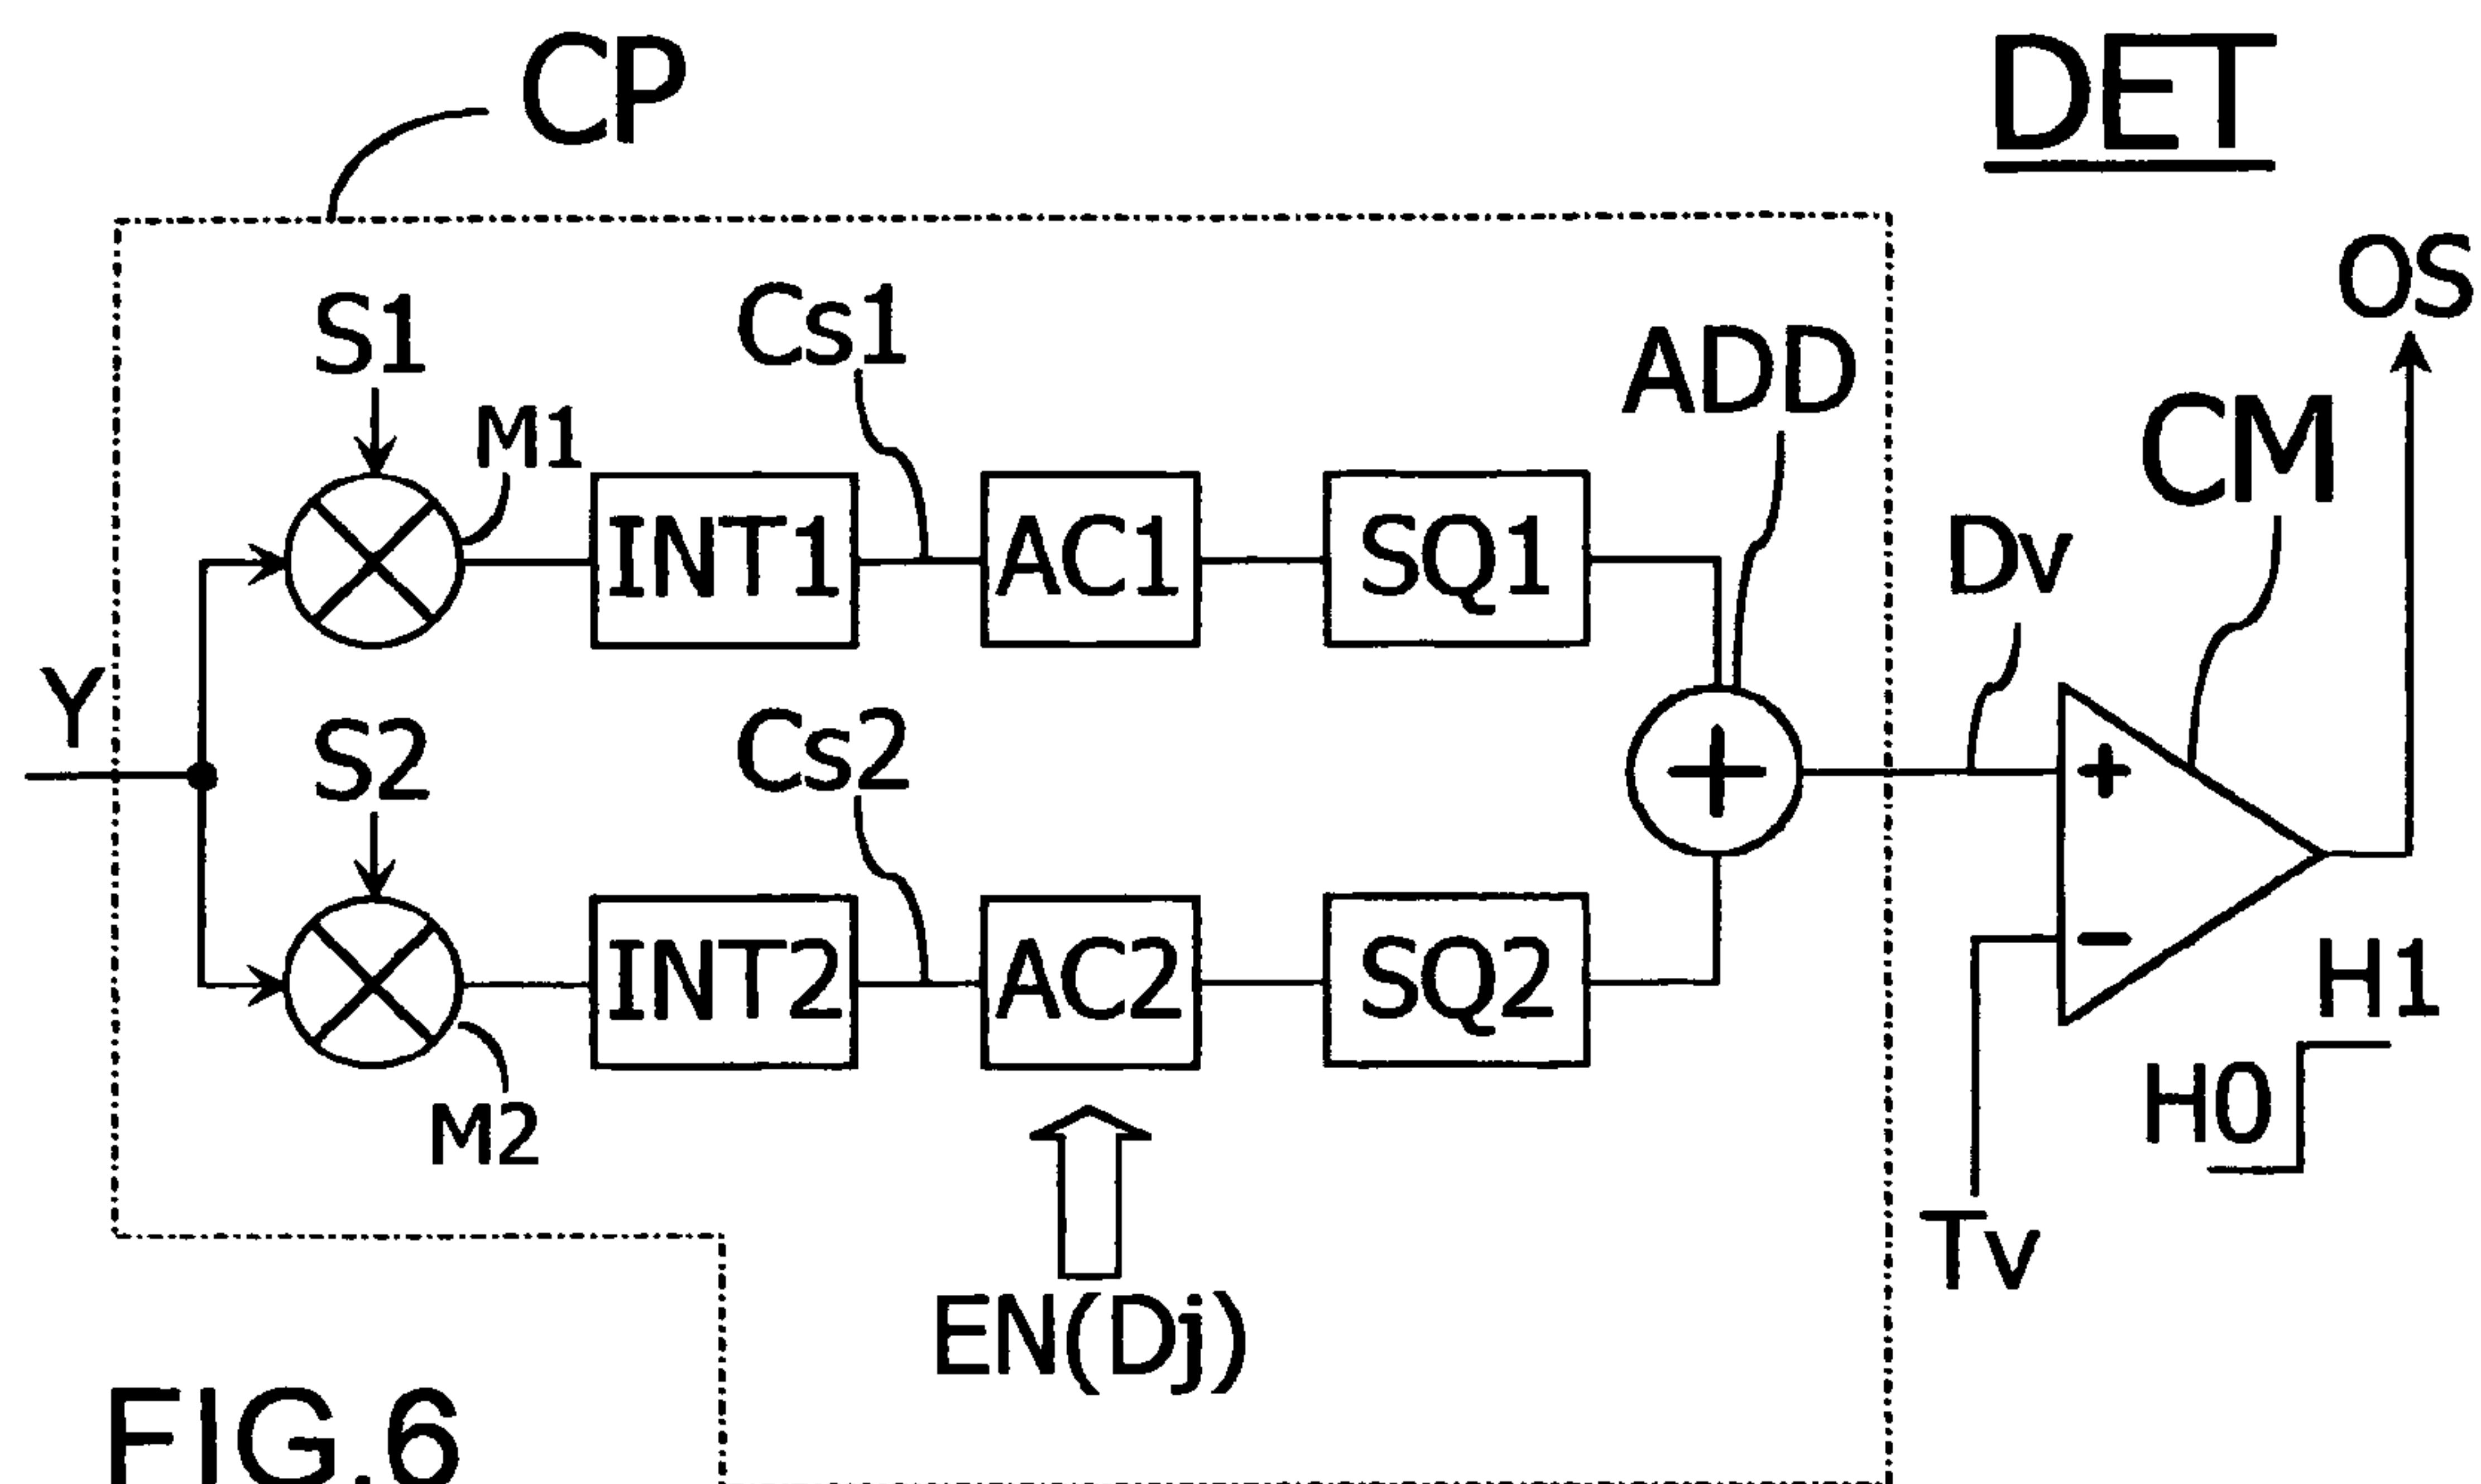 CP
DET
OS
S1
Cs1
ADD
M1
CM
INT1
AC1
SQ1
Dv
Y
S2
Cs2
+
+
−
INT2
AC2
SQ2
H1
H0
M2
Tv
EN(Dj)
FIG.6